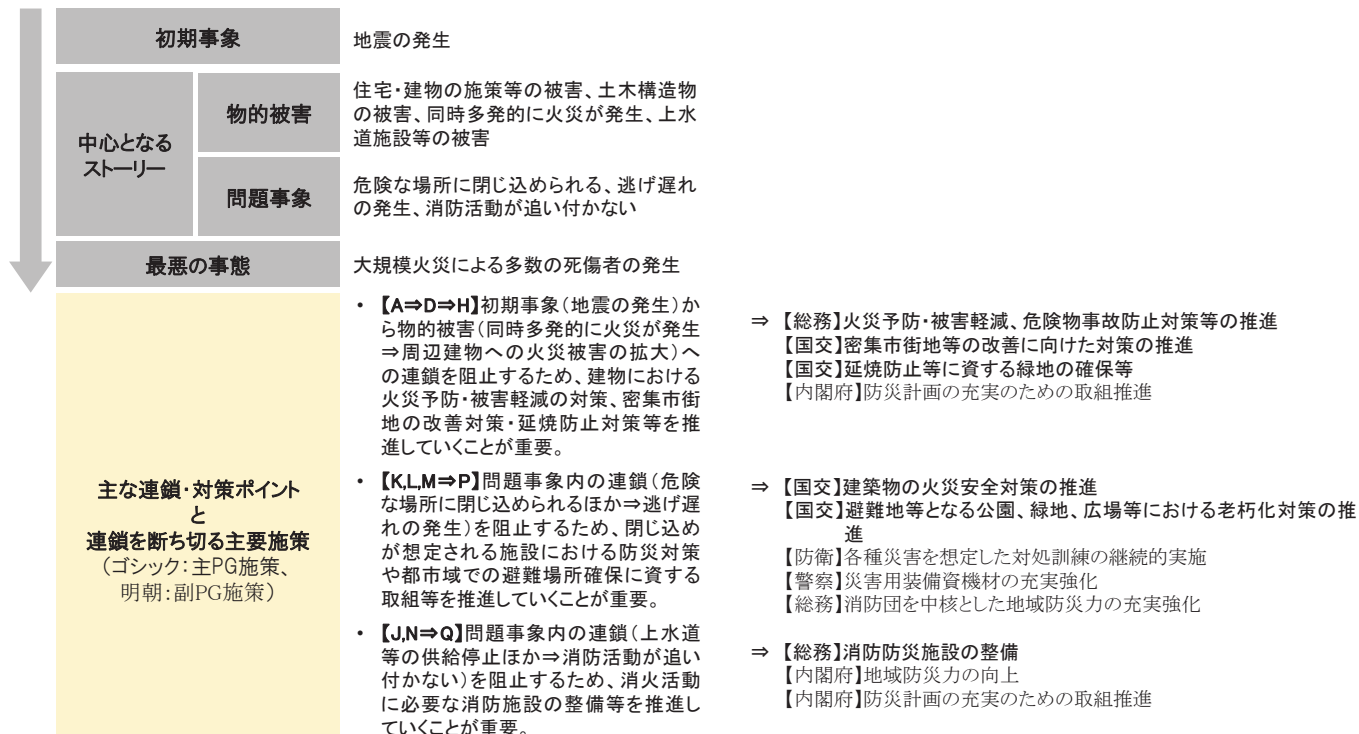 初期事象
地震の発生
中心となる
ストーリー
物的被害
住宅・建物の施策等の被害、土木構造物
の被害、同時多発的に火災が発生、上水
道施設等の被害
問題事象
危険な場所に閉じ込められる、逃げ遅れ
の発生、消防活動が追い付かない
最悪の事態
大規模火災による多数の死傷者の発生
主な連鎖・対策ポイント
と
連鎖を断ち切る主要施策
（ゴシック：主PG施策、
明朝：副PG施策）
・ 【A⇒D⇒H】初期事象（地震の発生）か
ら物的被害（同時多発的に火災が発生
⇒周辺建物への火災被害の拡大）へ
の連鎖を阻止するため、建物における
火災予防・被害軽減の対策、密集市街
地の改善対策・延焼防止対策等を推
進していくことが重要。
⇒ 【総務】火災予防・被害軽減、危険物事故防止対策等の推進
【国交】密集市街地等の改善に向けた対策の推進
【国交】延焼防止等に資する緑地の確保等
【内閣府】防災計画の充実のための取組推進
・ 【K,L,M⇒P】問題事象内の連鎖（危険
な場所に閉じ込められるほか⇒逃げ遅
れの発生）を阻止するため、閉じ込め
が想定される施設における防災対策
や都市域での避難場所確保に資する
取組等を推進していくことが重要。
⇒ 【国交】建築物の火災安全対策の推進
【国交】避難地等となる公園、緑地、広場等における老朽化対策の推
進
【防衛】各種災害を想定した対処訓練の継続的実施
【警察】災害用装備資機材の充実強化
【総務】消防団を中核とした地域防災力の充実強化
・ 【J,N⇒Q】問題事象内の連鎖（上水道
等の供給停止ほか⇒消防活動が追い
付かない）を阻止するため、消火活動
に必要な消防施設の整備等を推進し
ていくことが重要。
⇒ 【総務】消防防災施設の整備
【内閣府】地域防災力の向上
【内閣府】防災計画の充実のための取組推進